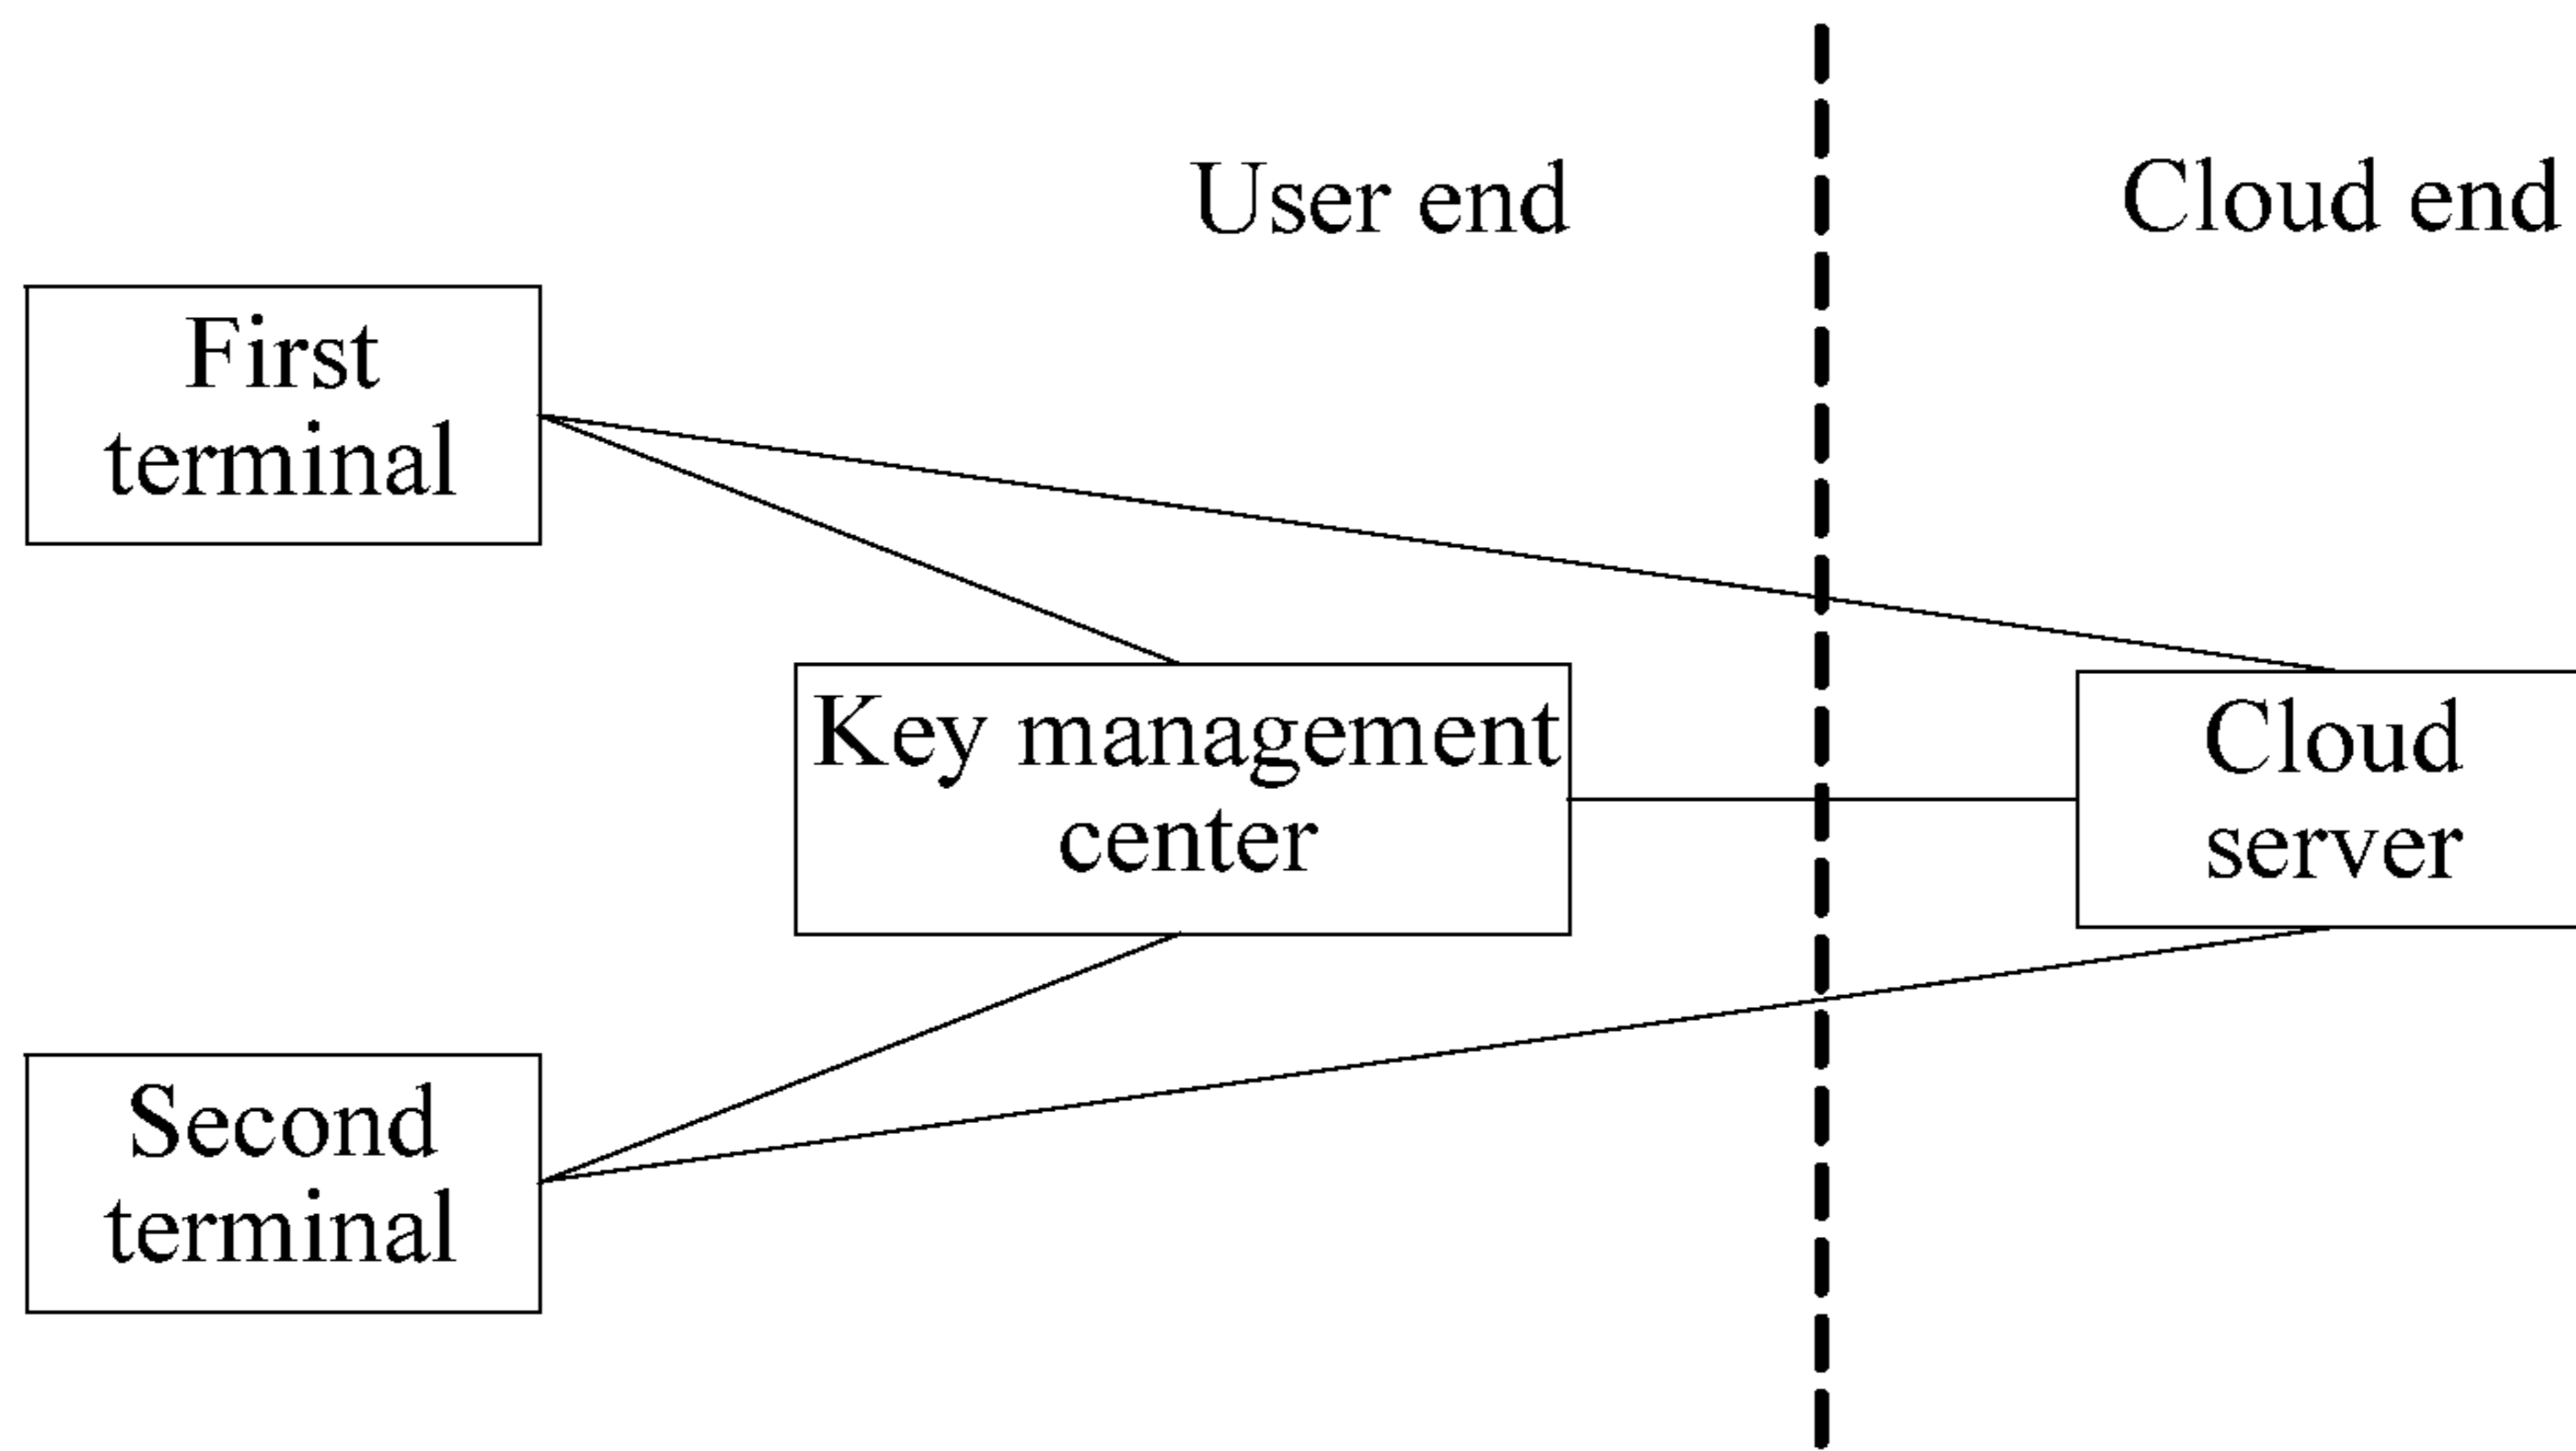 User end
Cloud end
First
terminal
Key management
center
Cloud
server
Second
terminal